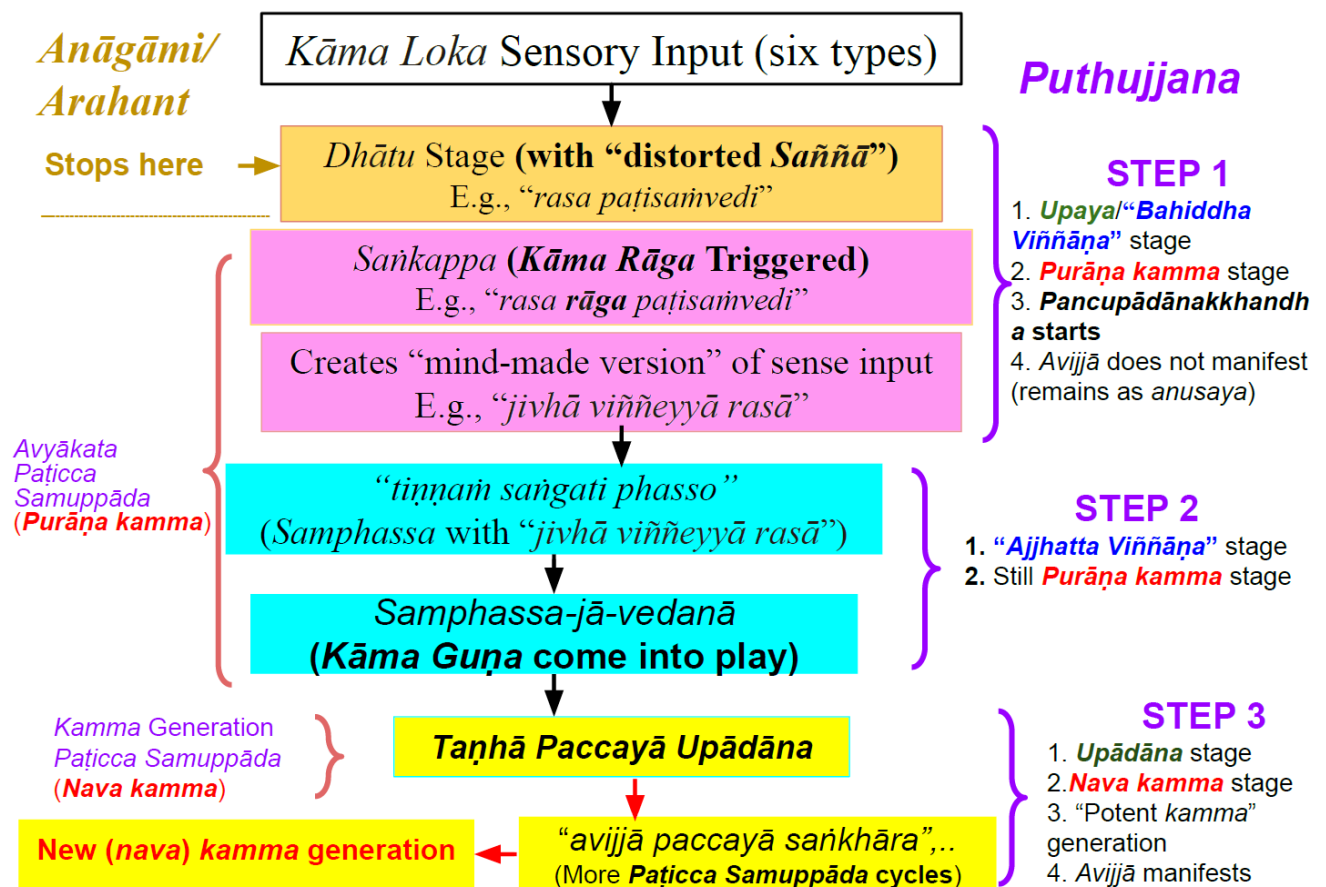 Anāgāmi/
Arahant
Stops here
Kāma Loka Sensory Input (six types)
Dhātu Stage (with “distorted Saññā”)
E.g., “rasa paṭisaṁvedi”
Saṅkappa (Kāma Rāga Triggered)
E.g., “rasa rāga paṭisaṁvedi”
Creates “mind-made version” of sense input
E.g., “jivhā viññeyyā rasā”
“tiṇṇaṁ saṅgati phasso”
(Samphassa with “jivhā viññeyyā rasā”)
Samphassa-jā-vedanā
(Kāma Guṇa come into play)
Taṇhā Paccayā Upādāna
“avijjā paccayā saṅkhāra”,..
(More Paṭicca Samuppāda cycles)
New (nava) kamma generation
Avyākata
Paṭicca
Samuppāda
(Purāṇa kamma)
Kamma Generation
Paṭicca Samuppāda
(Nava kamma)
Puthujjana
STEP 1
1. Upaya/“Bahiddha
Viññāṇa” stage
2. Purāṇa kamma stage
3. Pancupādānakkhandh
a starts
4. Avijjā does not manifest
(remains as anusaya)
STEP 2
1. “Ajjhatta Viññāṇa” stage
2. Still Purāṇa kamma stage
STEP 3
1. Upādāna stage
2.Nava kamma stage
3. “Potent kamma”
generation
4. Avijjā manifests